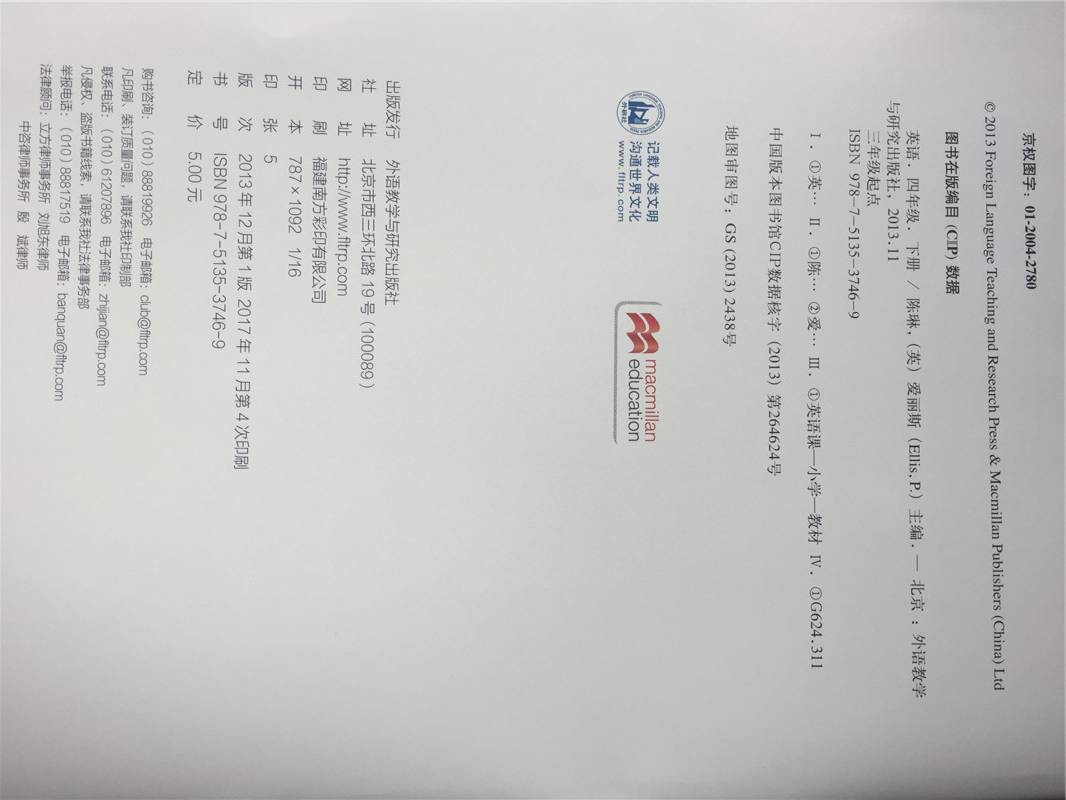 京权图字：01-2004-2780
© 2013 Foreign Language Teaching and Research Press & Macmillan Publishers (China) Ltd
图书在版编目 (CIP) 数据
英语. 四年级. 下册 / 陈琳, (英) 爱丽斯 (Ellis, P.) 主编. — 北京 : 外语教学
与研究出版社, 2013.11
三年级起点
ISBN 978-7-5135-3746-9
Ⅰ. ①英… Ⅱ. ①陈… ②爱… Ⅲ. ①英语课—小学—教材 Ⅳ. ①G624.311
中国版本图书馆CIP数据核字 (2013) 第264624号
地图审图号：GS (2013) 2438号
外研社
记载人类文明
沟通世界文化
www.fltrp.com
macmillan
education
出版发行 外语教学与研究出版社
社 址 北京市西三环北路 19 号 (100089)
网 址 http://www.fltrp.com
印 刷 福建南方彩印有限公司
开 本 787×1092 1/16
印 张 5
版 次 2013 年 12 月第 1 版 2017 年 11 月第 4 次印刷
书 号 ISBN 978-7-5135-3746-9
定 价 5.00 元
购书咨询：(010) 88819926 电子邮箱：club@fltrp.com
凡印刷、装订质量问题，请联系我社印制部
联系电话：(010) 61207896 电子邮箱：zhijian@fltrp.com
凡侵权、盗版书籍线索，请联系我社法律事务部
举报电话：(010) 88817519 电子邮箱：banquan@fltrp.com
法律顾问：立方律师事务所 刘旭东律师
中咨律师事务所 殷 斌律师